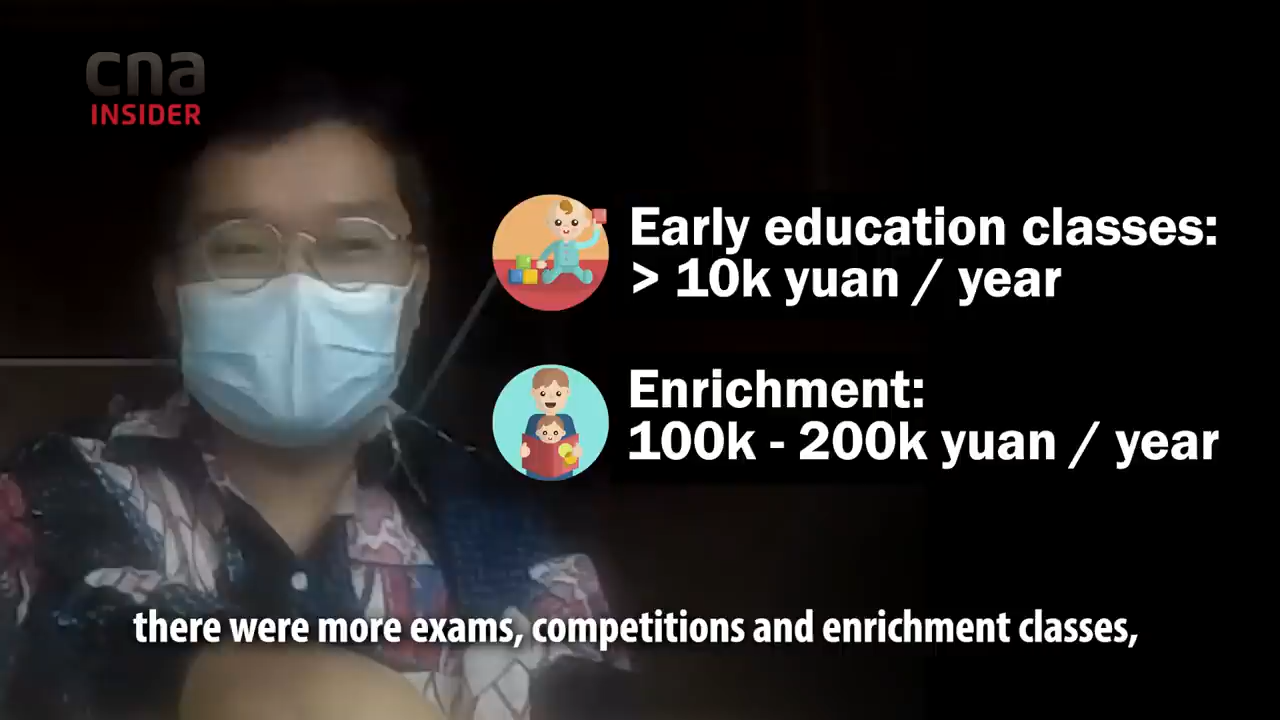 cna
INSIDER
Early education classes:
> 10k yuan / year
Enrichment:
100k - 200k yuan / year
there were more exams, competitions and enrichment classes,